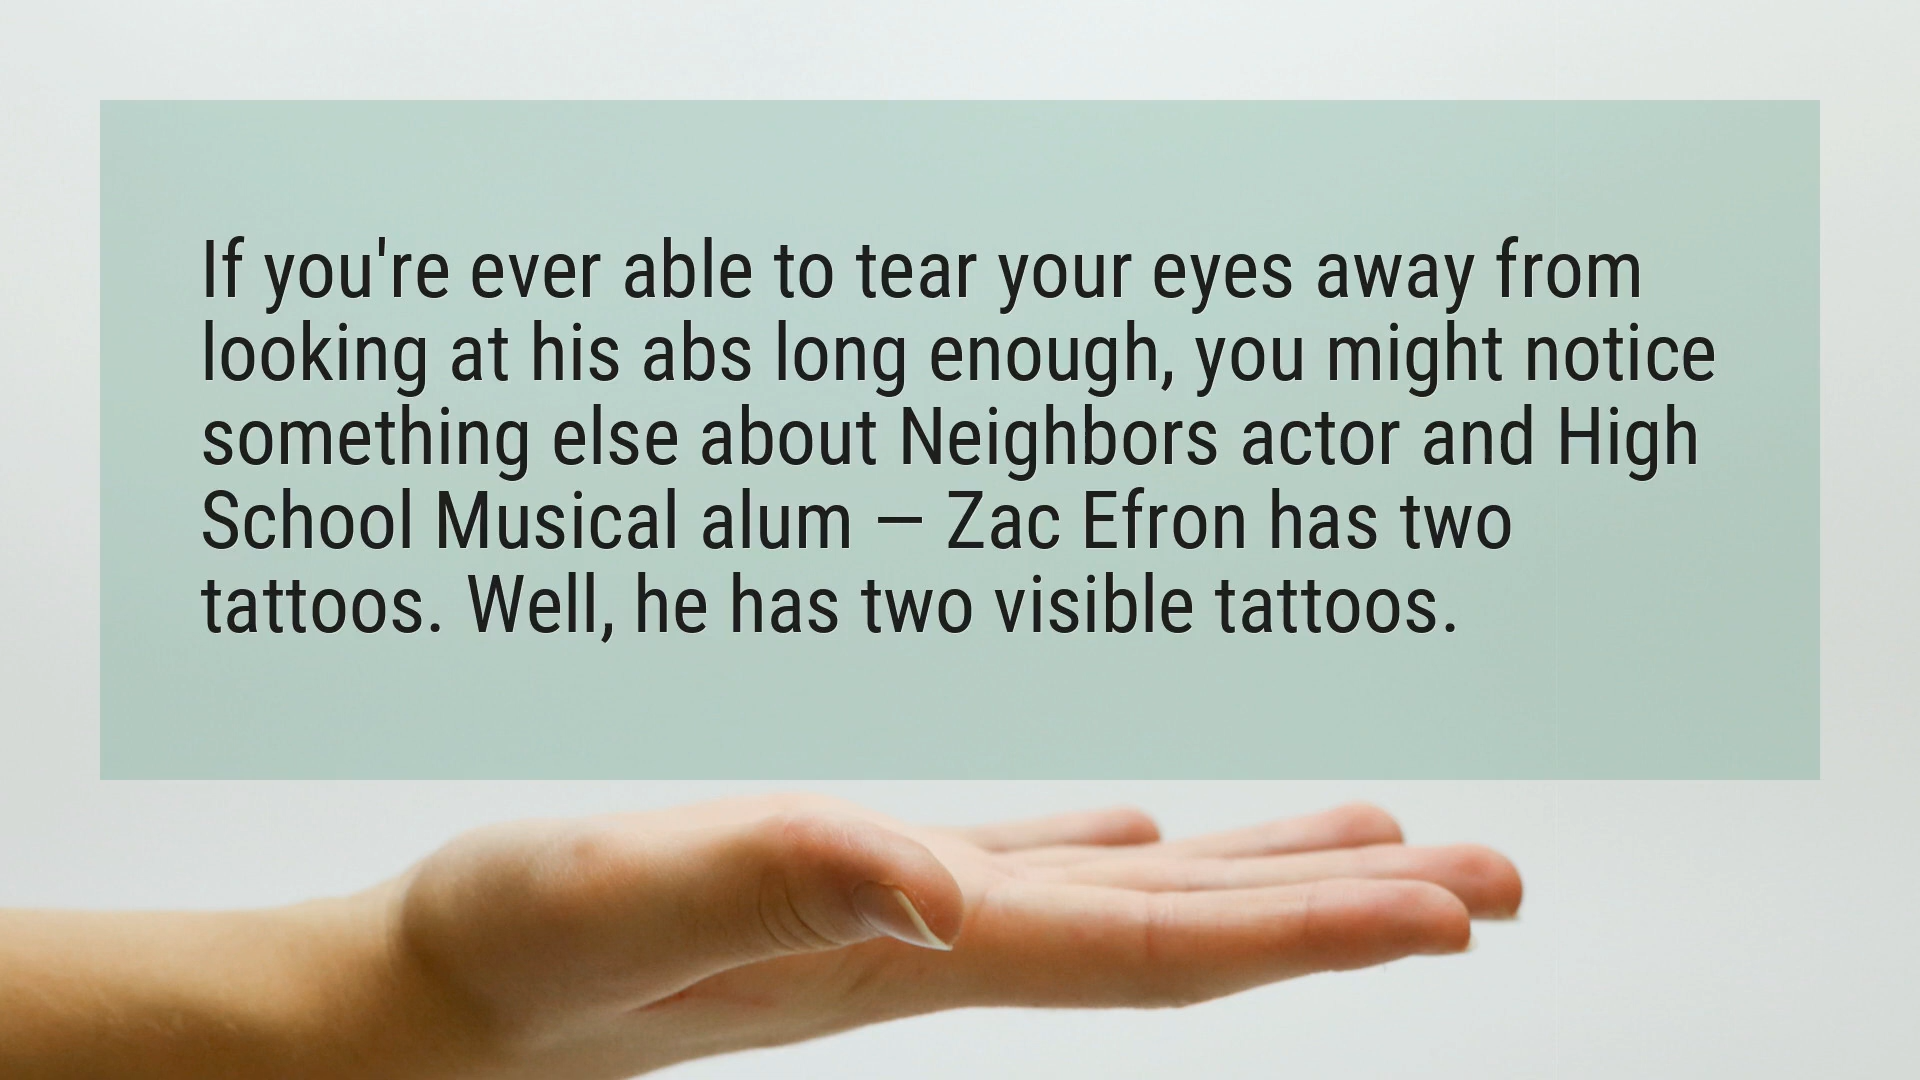 If you're ever able to tear your eyes away from
looking at his abs long enough, you might notice
something else about Neighbors actor and High
School Musical alum — Zac Efron has two
tattoos. Well, he has two visible tattoos.